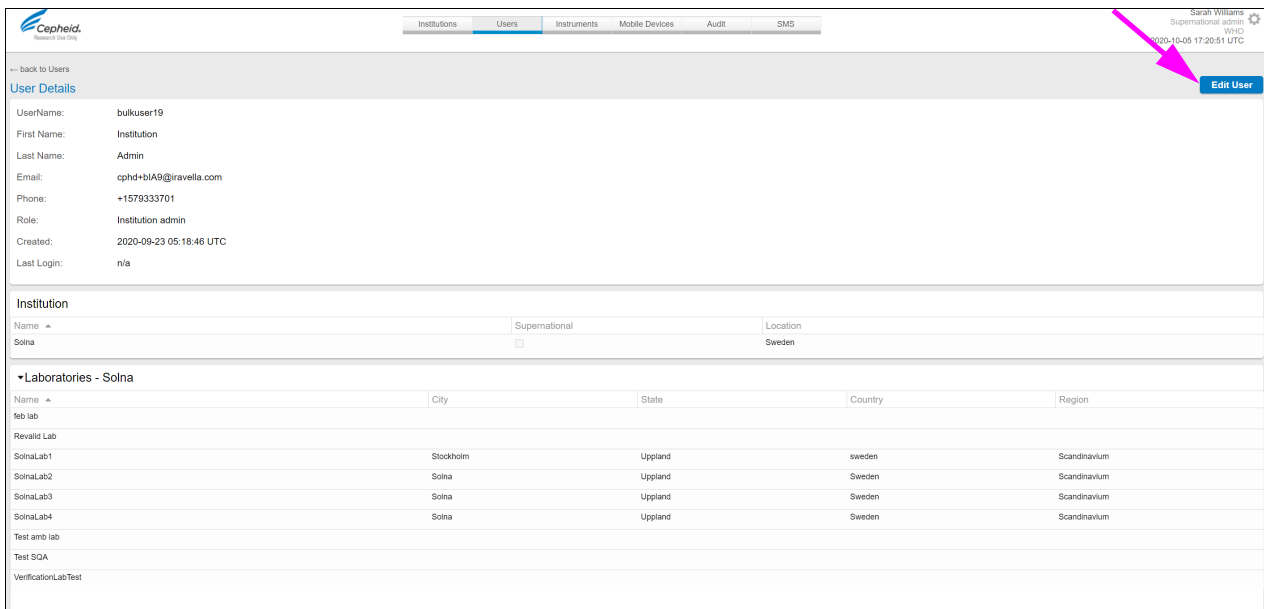 Cepheid.
Research Use Only
Institutions Users Instruments Mobile Devices Audit SMS
Sarah Williams
Supernational admin
WHO
2020-10-05 17:20:51 UTC
← back to Users
User Details
Edit User
UserName: bulkuser19
First Name: Institution
Last Name: Admin
Email: cphd+bIA9@iravella.com
Phone: +1579333701
Role: Institution admin
Created: 2020-09-23 05:18:46 UTC
Last Login: n/a
Institution
Name Supernational Location
Solna Sweden
Laboratories - Solna
Name City State Country Region
feb lab
Revalid Lab
SolnaLab1 Stockholm Uppland sweden Scandinavium
SolnaLab2 Solna Uppland Sweden Scandinavium
SolnaLab3 Solna Uppland Sweden Scandinavium
SolnaLab4 Solna Uppland Sweden Scandinavium
Test amb lab
Test SQA
VerificationLabTest